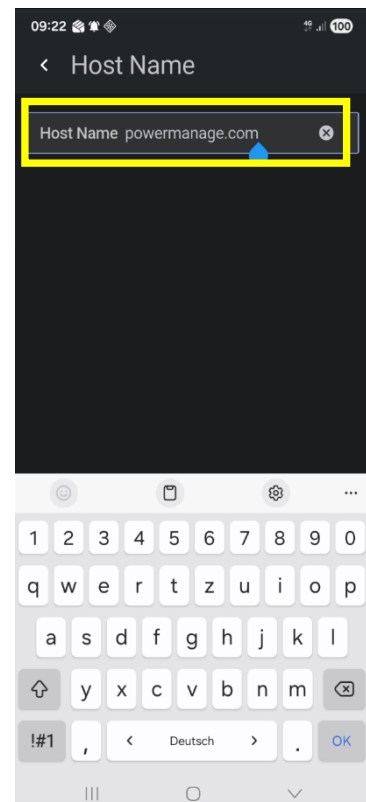 09:22 4G 100
Host Name
Host Name powermanage.com
1 2 3 4 5 6 7 8 9 0
q w e r t z u i o p
a s d f g h j k l
y x c v b n m
!#1 , Deutsch . OK